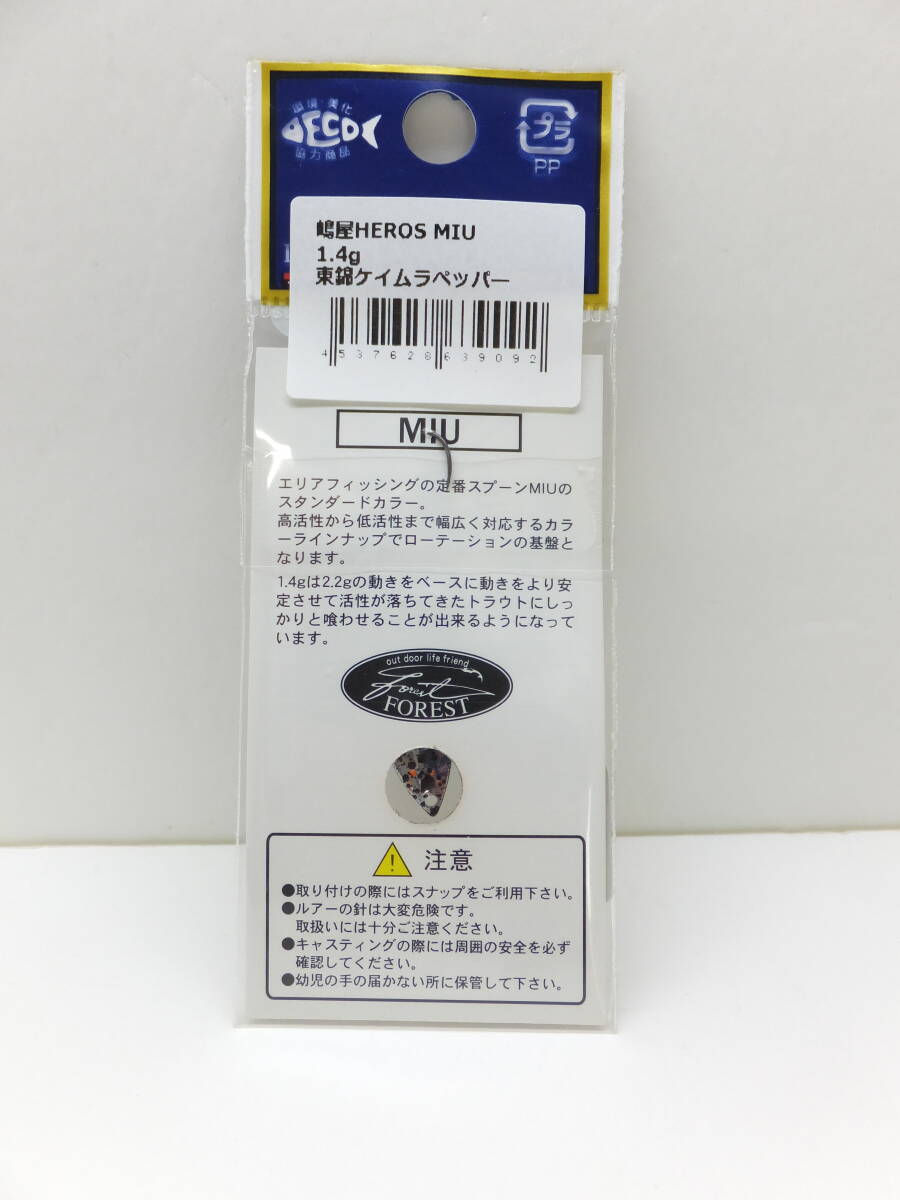 環境・美化
ECO
協力商品
プラ
PP
嶋屋HEROS MIU
1.4g
東錦ケイムラペッパー
4537628639092
MIU
エリアフィッシングの定番スプーンMIUの
スタンダードカラー。
高活性から低活性まで幅広く対応するカラ
ーラインナップでローテーションの基盤と
なります。
1.4gは2.2gの動きをベースに動きをより安
定させて活性が落ちてきたトラウトにしっ
かりと喰わせることが出来るようになって
います。
out door life friend
Forest
FOREST
注意
●取り付けの際にはスナップをご利用下さい。
●ルアーの針は大変危険です。
取扱いには十分ご注意ください。
●キャスティングの際には周囲の安全を必ず
確認してください。
●幼児の手の届かない所に保管して下さい。